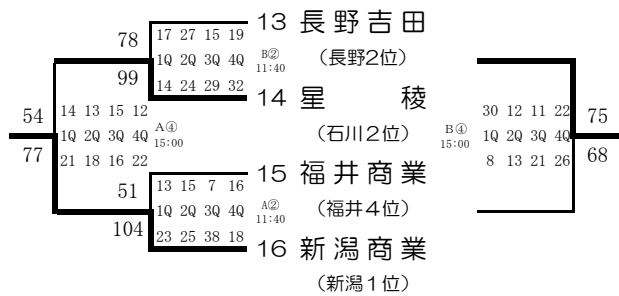 13 長野吉田
(長野2位)
78
17 27 15 19
1Q 2Q 3Q 4Q
14 24 29 32
99
B②
11:40
14 星 稜
(石川2位)
54
14 13 15 12
1Q 2Q 3Q 4Q
21 18 16 22
77
A④
15:00
15 福井商業
(福井4位)
51
13 15 7 16
1Q 2Q 3Q 4Q
23 25 38 18
104
A②
11:40
16 新潟商業
(新潟1位)
B④
15:00
30 12 11 22
1Q 2Q 3Q 4Q
8 13 21 26
75
68